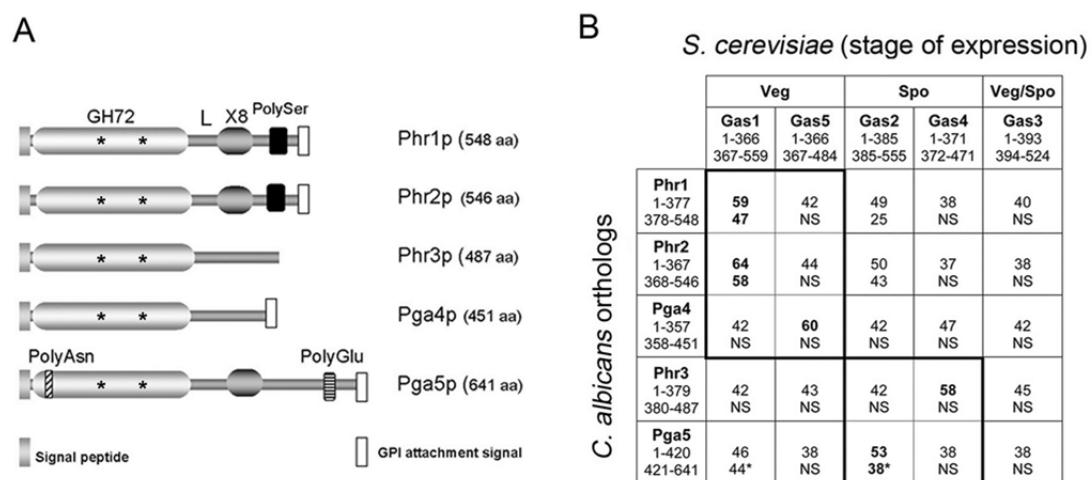 A
GH72 L X8 PolySer
* * Phr1p (548 aa)
* * Phr2p (546 aa)
* * Phr3p (487 aa)
* * Pga4p (451 aa)
PolyAsn PolyGlu
* * Pga5p (641 aa)
Signal peptide GPI attachment signal
B
S. cerevisiae (stage of expression)
Veg Spo Veg/Spo
Gas1 Gas5 Gas2 Gas4 Gas3
1-366 1-366 1-385 1-371 1-393
367-559 367-484 385-555 372-471 394-524
C. albicans orthologs
Phr1
1-377 59 42 49 38 40
378-548 47 NS 25 NS NS
Phr2
1-367 64 44 50 37 38
368-546 58 NS 43 NS NS
Pga4
1-357 42 60 42 47 42
358-451 NS NS NS NS NS
Phr3
1-379 42 43 42 58 45
380-487 NS NS NS NS NS
Pga5
1-420 46 38 53 38 38
421-641 44* NS 38* NS NS